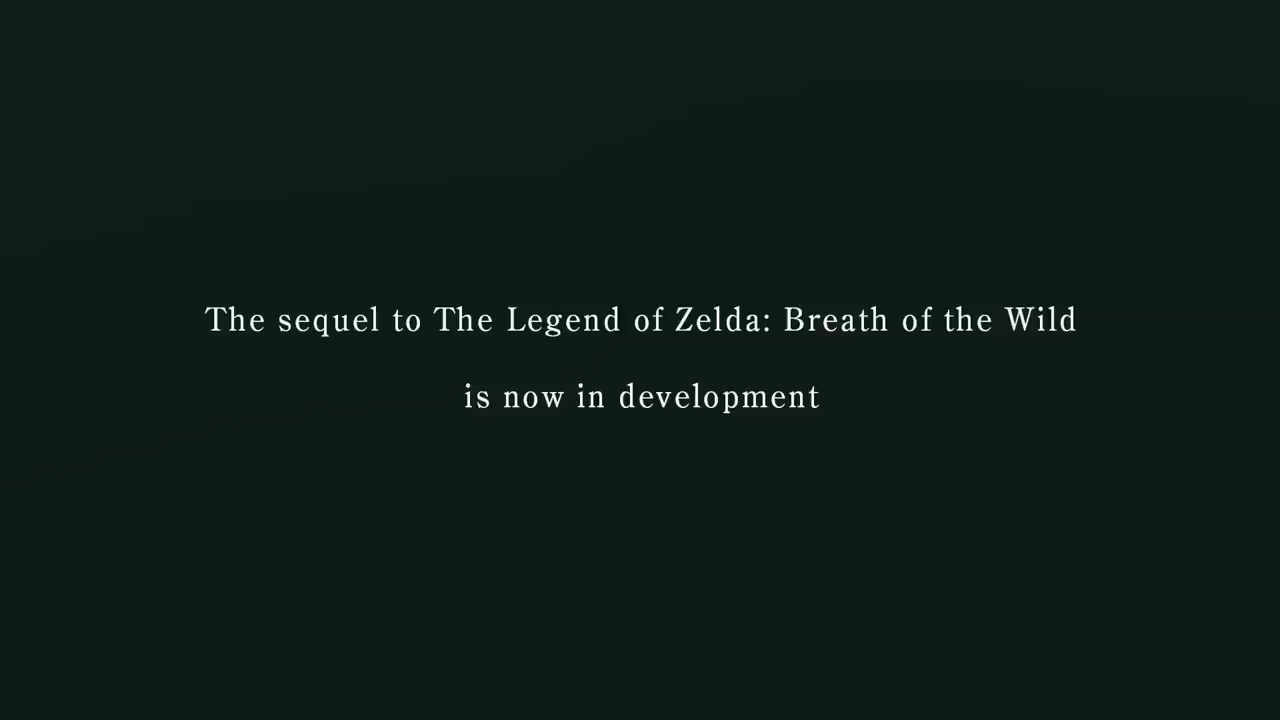 The sequel to The Legend of Zelda: Breath of the Wild
is now in development